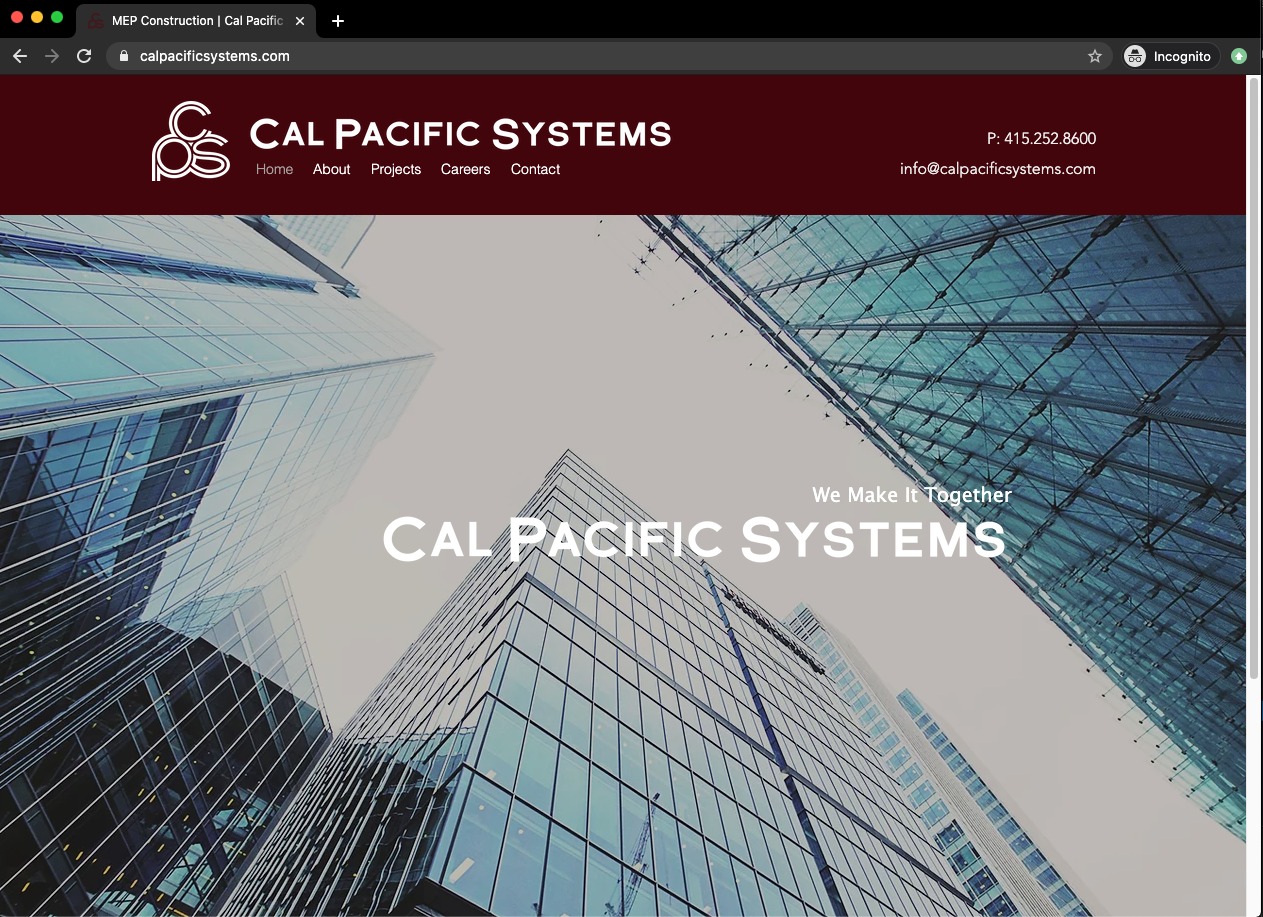 MEP Construction | Cal Pacific
calpacificsystems.com
Incognito
cps
CAL PACIFIC SYSTEMS
Home About Projects Careers Contact
P: 415.252.8600
info@calpacificsystems.com
We Make It Together
CAL PACIFIC SYSTEMS